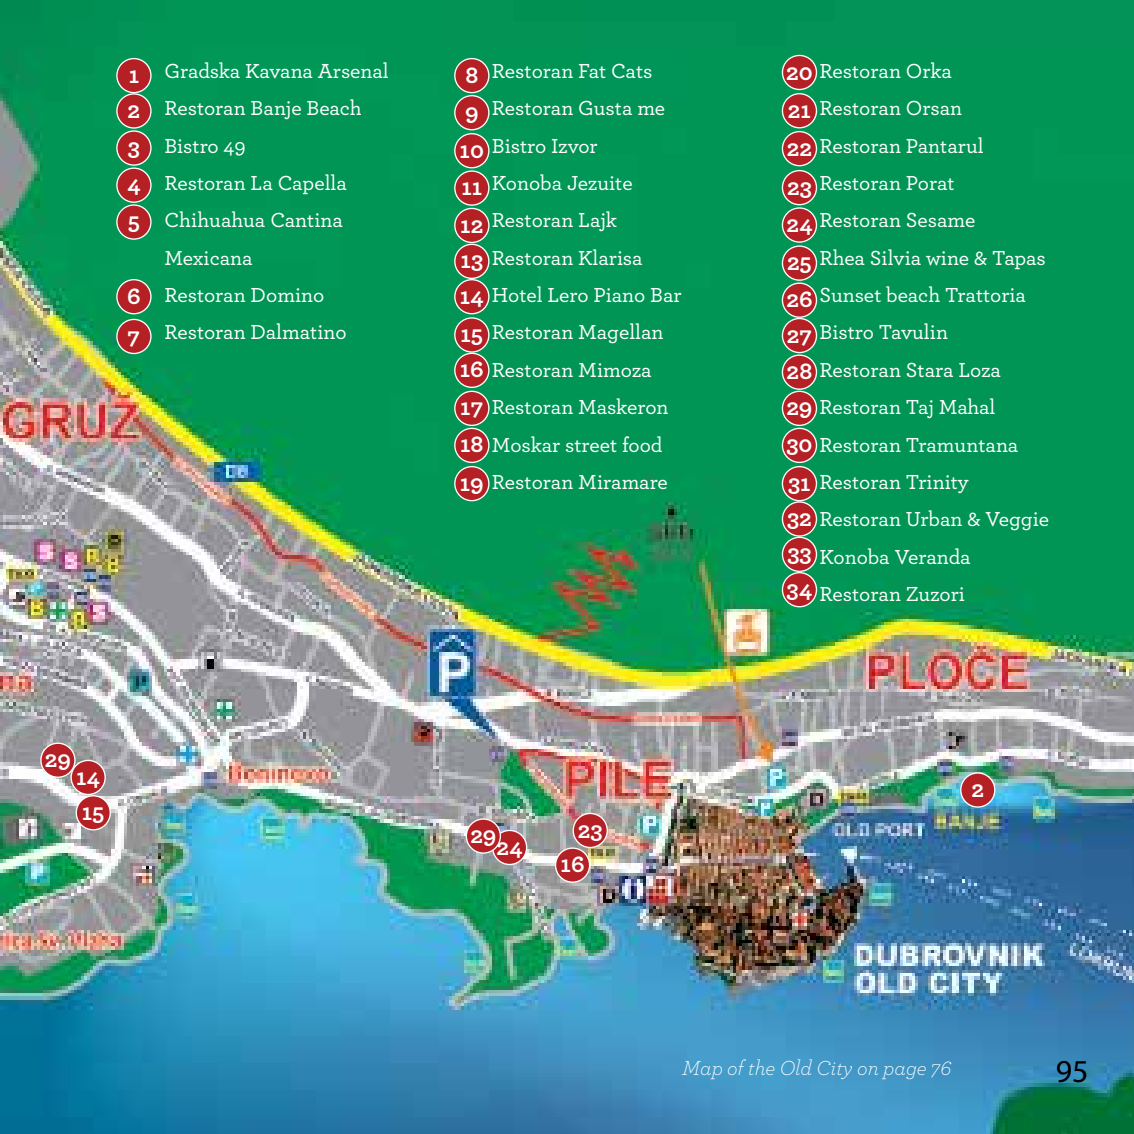 1 Gradska Kavana Arsenal
2 Restoran Banje Beach
3 Bistro 49
4 Restoran La Capella
5 Chihuahua Cantina
Mexicana
6 Restoran Domino
7 Restoran Dalmatino
8 Restoran Fat Cats
9 Restoran Gusta me
10 Bistro Izvor
11 Konoba Jezuite
12 Restoran Lajk
13 Restoran Klarisa
14 Hotel Lero Piano Bar
15 Restoran Magellan
16 Restoran Mimoza
17 Restoran Maskeron
18 Moskar street food
19 Restoran Miramare
20 Restoran Orka
21 Restoran Orsan
22 Restoran Pantarul
23 Restoran Porat
24 Restoran Sesame
25 Rhea Silvia wine & Tapas
26 Sunset beach Trattoria
27 Bistro Tavulin
28 Restoran Stara Loza
29 Restoran Taj Mahal
30 Restoran Tramuntana
31 Restoran Trinity
32 Restoran Urban & Veggie
33 Konoba Veranda
34 Restoran Zuzori
GRUŽ
D8
P
PLOČE
29
14
15
Boninovo
PILE
P
2
P
P
29
24
23
16
OLD PORT
BANJE
DUBROVNIK
OLD CITY
Map of the Old City on page 76
95